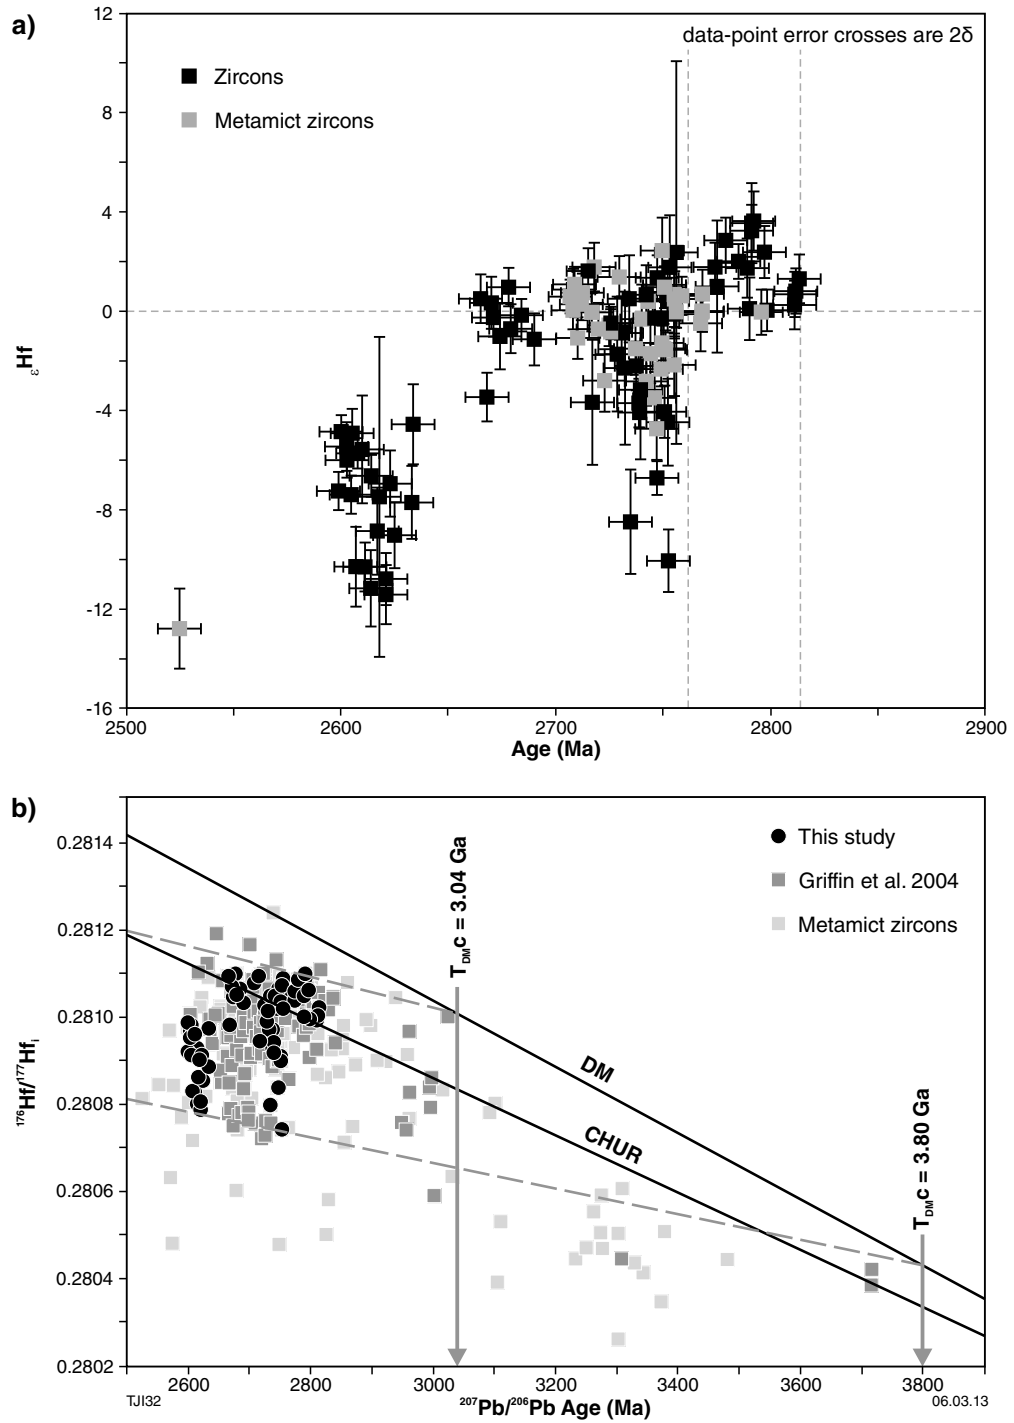 a)
data-point error crosses are 2δ
Zircons
Metamict zircons
12
8
4
0
-4
-8
-12
-16
εHf
2500
2600
2700
2800
2900
Age (Ma)
b)
This study
Griffin et al. 2004
Metamict zircons
0.2814
0.2812
0.2810
0.2808
0.2806
0.2804
0.2802
176Hf/177Hfi
TDMc = 3.04 Ga
DM
CHUR
TDMc = 3.80 Ga
2600
2800
3000
3200
3400
3600
3800
TJI32
207Pb/206Pb Age (Ma)
06.03.13